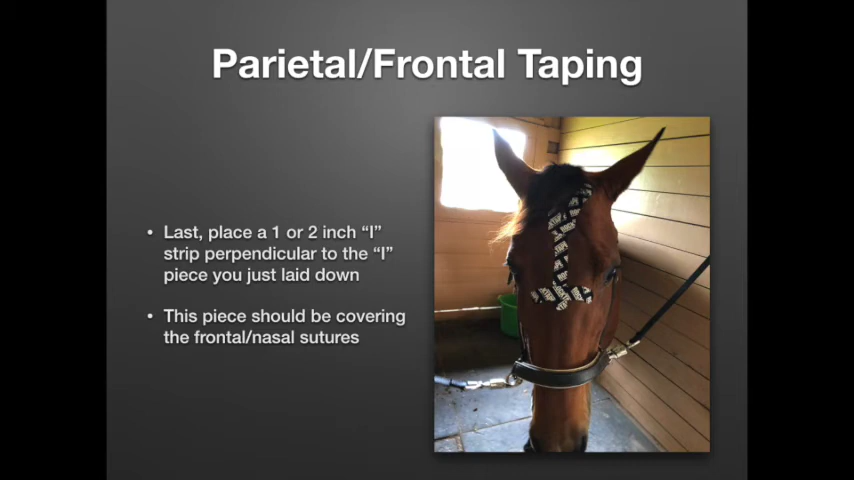 Parietal/Frontal Taping
• Last, place a 1 or 2 inch “I”
strip perpendicular to the “I”
piece you just laid down
• This piece should be covering
the frontal/nasal sutures